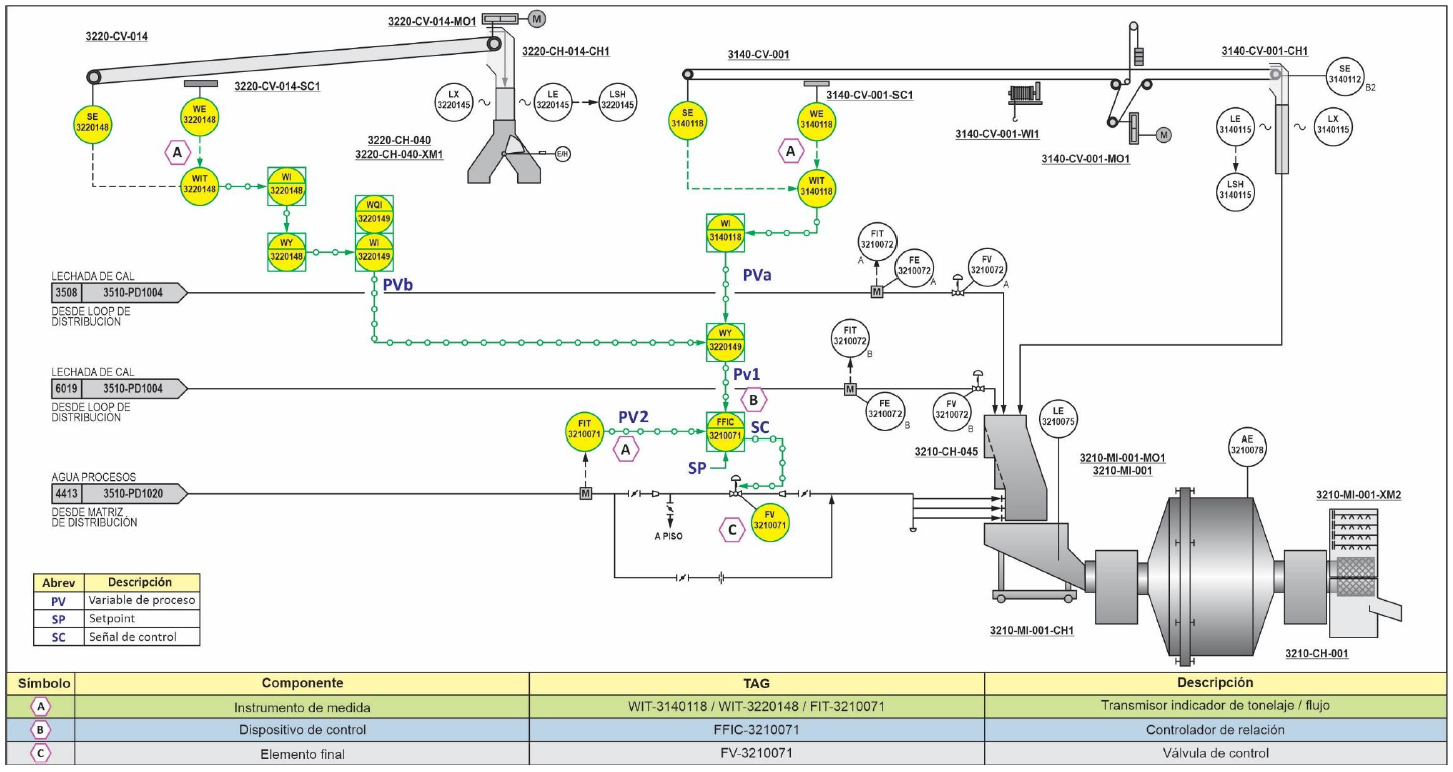 3220-CV-014-MO1
M
3220-CV-014
3220-CH-014-CH1
3140-CV-001
3140-CV-001-CH1
SE
3140112
B2
3220-CV-014-SC1
3140-CV-001-SC1
LX
3220145
LE
3220145
LSH
3220145
SE
3220148
WE
3220148
SE
3140118
WE
3140118
3140-CV-001-WI1
M
3140-CV-001-MO1
LE
3140115
LX
3140115
LSH
3140115
A
3220-CH-040
3220-CH-040-XM1
E/H
A
WIT
3220148
WI
3220148
WIT
3140118
WQI
3220149
WY
3220148
WI
3220149
WI
3140118
FIT
3210072
A
FE
3210072
A
FV
3210072
A
LECHADA DE CAL
3508
3510-PD1004
DESDE LOOP DE
DISTRIBUCION
PVb
PVa
M
WY
3220149
FIT
3210072
B
LECHADA DE CAL
6019
3510-PD1004
DESDE LOOP DE
DISTRIBUCION
Pv1
B
M
FE
3210072
B
FV
3210072
B
LE
3210075
FIT
3210071
PV2
A
FFIC
3210071
SC
SP
3210-CH-045
3210-MI-001-MO1
3210-MI-001
AE
3210078
AGUA PROCESOS
4413
3510-PD1020
DESDE MATRIZ
DE DISTRIBUCIÓN
M
A PISO
C
FV
3210071
3210-MI-001-XM2
3210-MI-001-CH1
3210-CH-001
Abrev
Descripción
PV
Variable de proceso
SP
Setpoint
SC
Señal de control
Símbolo
Componente
TAG
Descripción
A
Instrumento de medida
WIT-3140118 / WIT-3220148 / FIT-3210071
Transmisor indicador de tonelaje / flujo
B
Dispositivo de control
FFIC-3210071
Controlador de relación
C
Elemento final
FV-3210071
Válvula de control